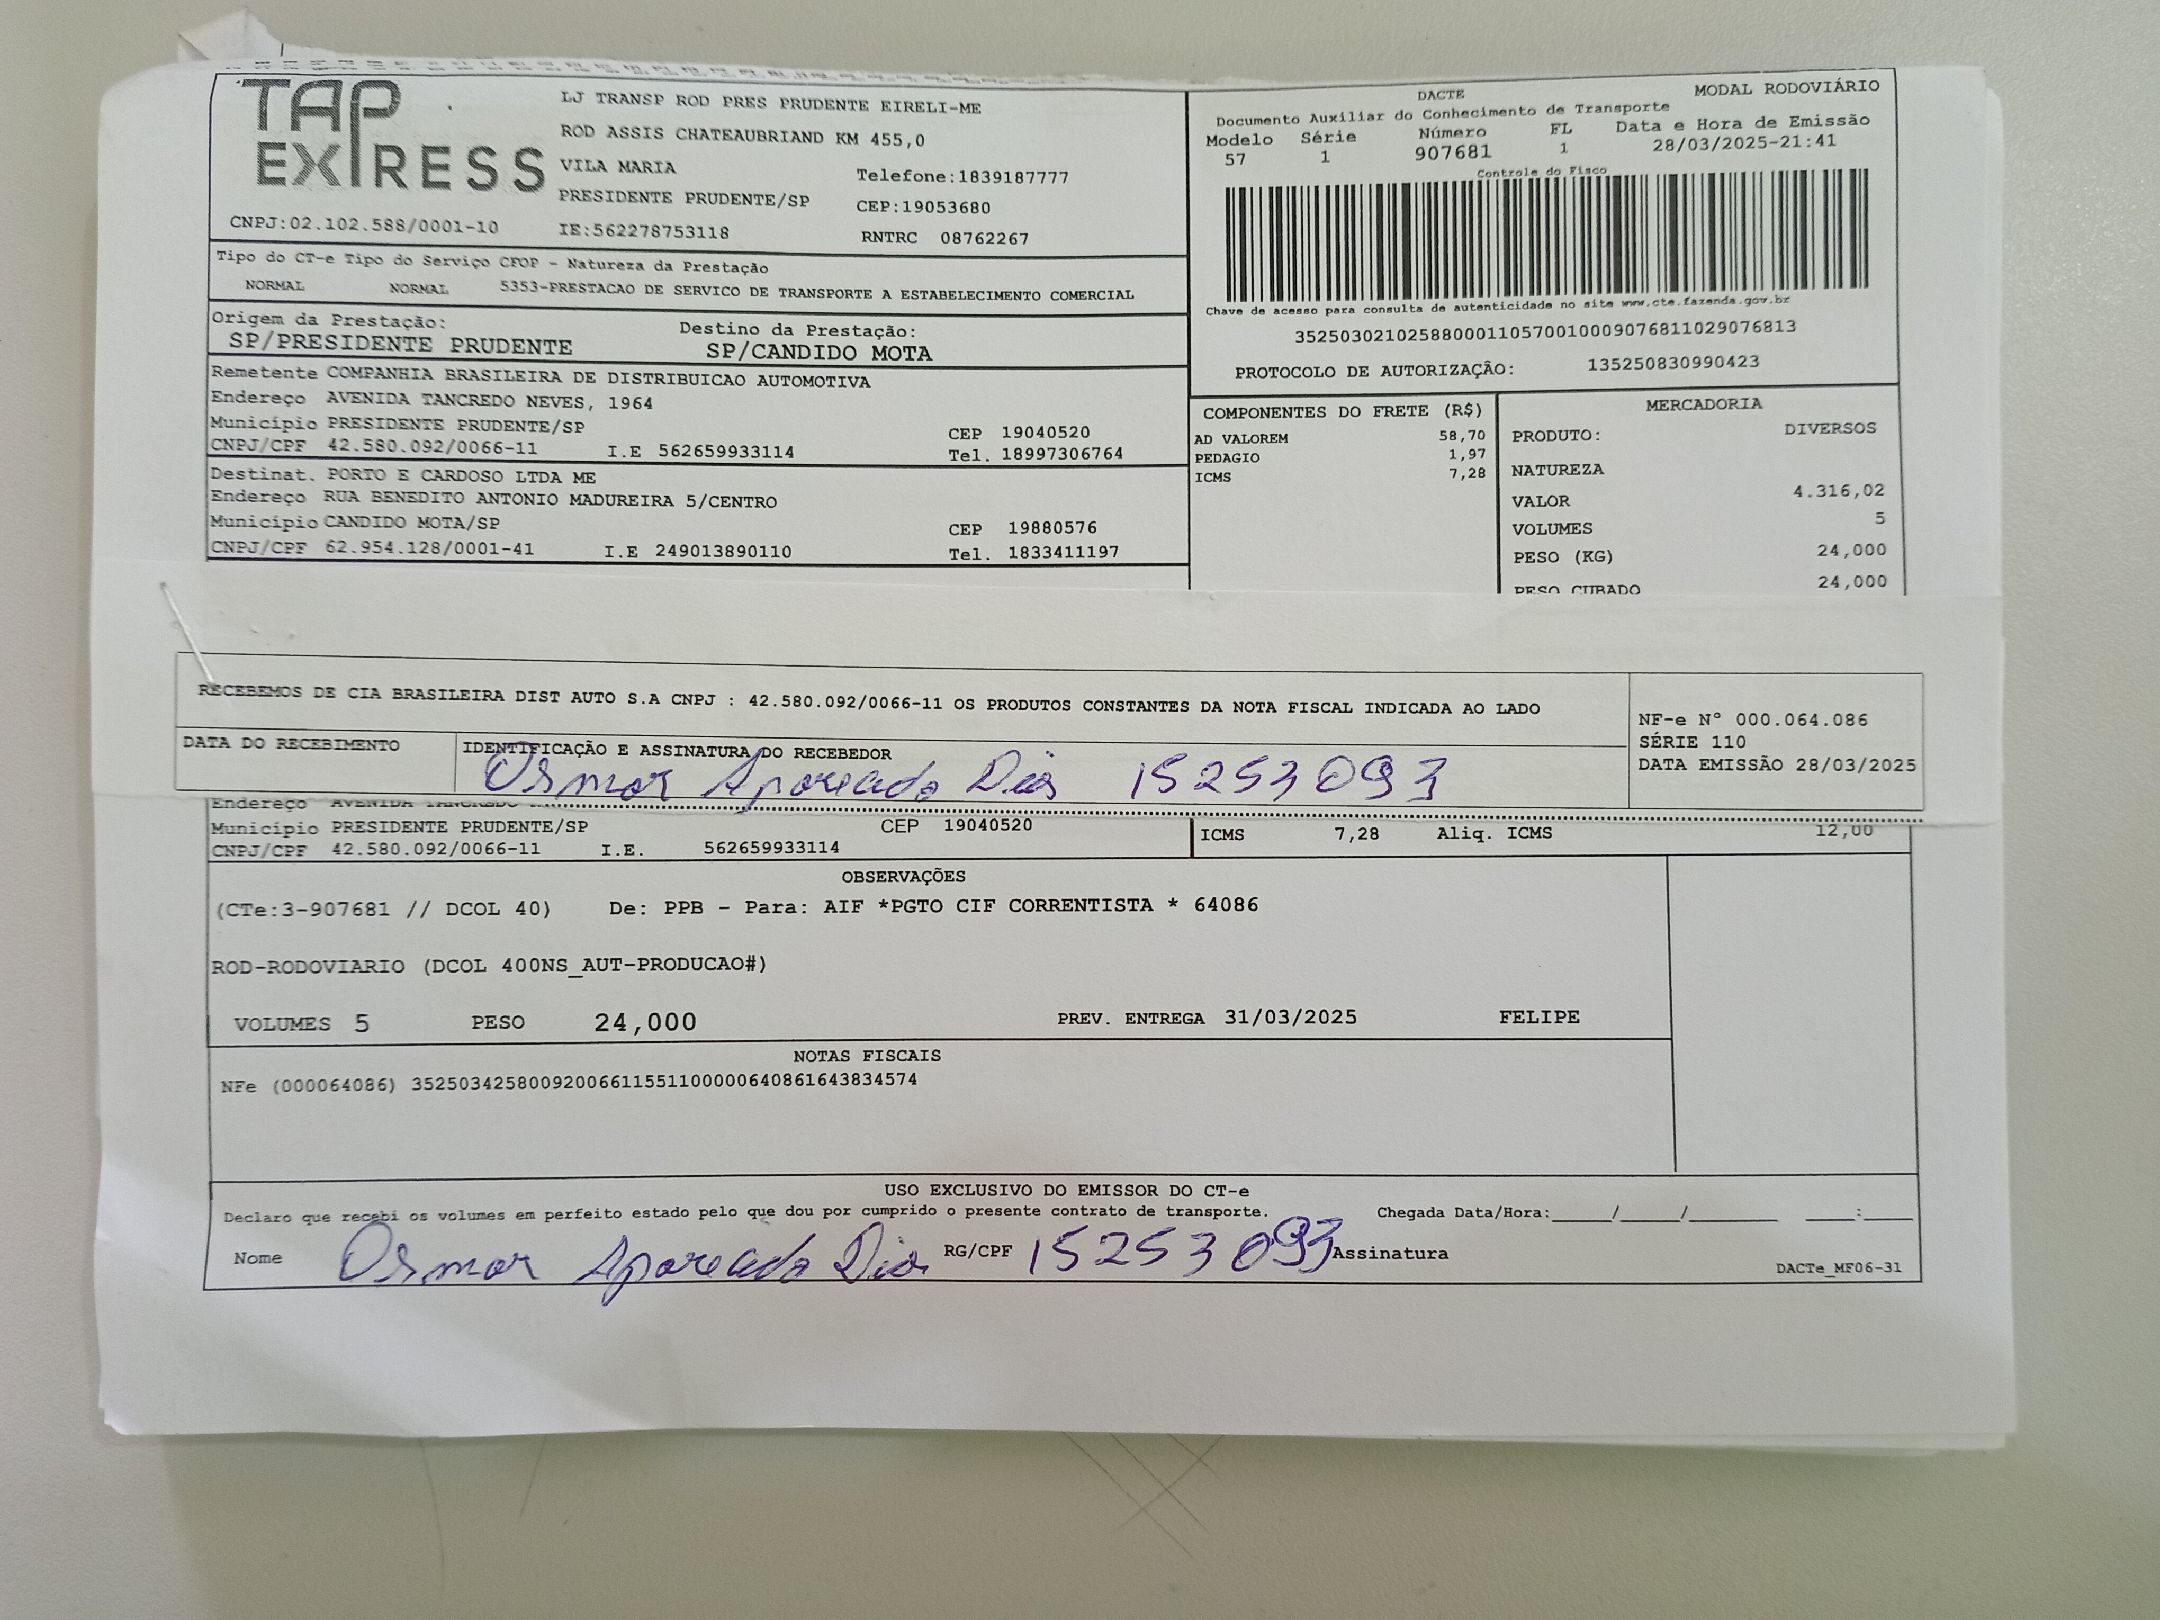 TAP EXPRESS
LJ TRANSP ROD PRES PRUDENTE EIRELI-ME
ROD ASSIS CHATEAUBRIAND KM 455,0
VILA MARIA
Telefone:1839187777
PRESIDENTE PRUDENTE/SP
CEP:19053680
CNPJ:02.102.588/0001-10
IE:562278753118
RNTRC 08762267
DACTE
MODAL RODOVIÁRIO
Documento Auxiliar do Conhecimento de Transporte
Modelo Série Número FL Data e Hora de Emissão
57 1 907681 1 28/03/2025-21:41
Controle do Fisco
Chave de acesso para consulta de autenticidade no site www.cte.fazenda.gov.br
35250302102588000110570010009076811029076813
PROTOCOLO DE AUTORIZAÇÃO: 135250830990423
Tipo do CT-e Tipo do Serviço CFOP - Natureza da Prestação
NORMAL NORMAL 5353-PRESTACAO DE SERVICO DE TRANSPORTE A ESTABELECIMENTO COMERCIAL
Origem da Prestação: Destino da Prestação:
SP/PRESIDENTE PRUDENTE SP/CANDIDO MOTA
Remetente COMPANHIA BRASILEIRA DE DISTRIBUICAO AUTOMOTIVA
Endereço AVENIDA TANCREDO NEVES, 1964
Município PRESIDENTE PRUDENTE/SP CEP 19040520
CNPJ/CPF 42.580.092/0066-11 I.E 562659933114 Tel. 18997306764
Destinat. PORTO E CARDOSO LTDA ME
Endereço RUA BENEDITO ANTONIO MADUREIRA 5/CENTRO
Município CANDIDO MOTA/SP CEP 19880576
CNPJ/CPF 62.954.128/0001-41 I.E 249013890110 Tel. 1833411197
COMPONENTES DO FRETE (R$)
AD VALOREM 58,70
PEDAGIO 1,97
ICMS 7,28
MERCADORIA
PRODUTO: DIVERSOS
NATUREZA
VALOR 4.316,02
VOLUMES 5
PESO (KG) 24,000
PESO CUBADO 24,000
RECEBEMOS DE CIA BRASILEIRA DIST AUTO S.A CNPJ : 42.580.092/0066-11 OS PRODUTOS CONSTANTES DA NOTA FISCAL INDICADA AO LADO
NF-e Nº 000.064.086
SÉRIE 110
DATA EMISSÃO 28/03/2025
DATA DO RECEBIMENTO
IDENTIFICAÇÃO E ASSINATURA DO RECEBEDOR
Osmar Aparecido Dias 15253093
Endereço AVENIDA TANCREDO
Município PRESIDENTE PRUDENTE/SP CEP 19040520
CNPJ/CPF 42.580.092/0066-11 I.E. 562659933114
ICMS 7,28 Aliq. ICMS 12,00
OBSERVAÇÕES
(CTe:3-907681 // DCOL 40) De: PPB - Para: AIF *PGTO CIF CORRENTISTA * 64086
ROD-RODOVIARIO (DCOL 400NS_AUT-PRODUCAO#)
VOLUMES 5 PESO 24,000 PREV. ENTREGA 31/03/2025 FELIPE
NOTAS FISCAIS
NFe (000064086) 35250342580092006611551100000640861643834574
USO EXCLUSIVO DO EMISSOR DO CT-e
Declaro que recebi os volumes em perfeito estado pelo que dou por cumprido o presente contrato de transporte. Chegada Data/Hora:_____/_____/________ ____:____
Nome Osmar Aparecido Dias RG/CPF 15253093 Assinatura
DACTe_MF06-31